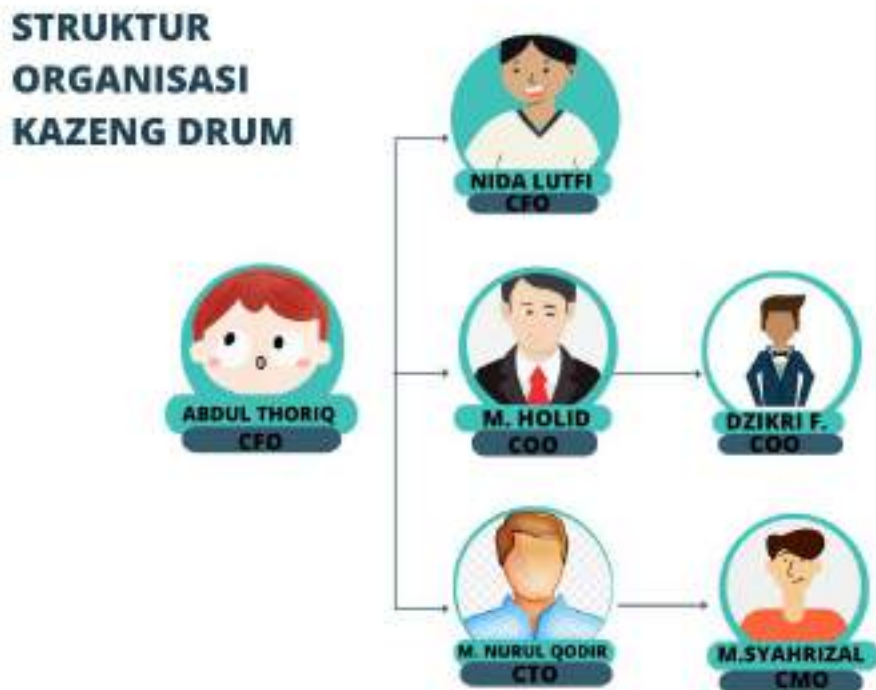 STRUKTUR
ORGANISASI
KAZENG DRUM
NIDA LUTFI
CFO
ABDUL THORIQ
CFO
M. HOLID
COO
DZIKRI F.
COO
M. NURUL QODIR
CTO
M.SYAHRIZAL
CMO